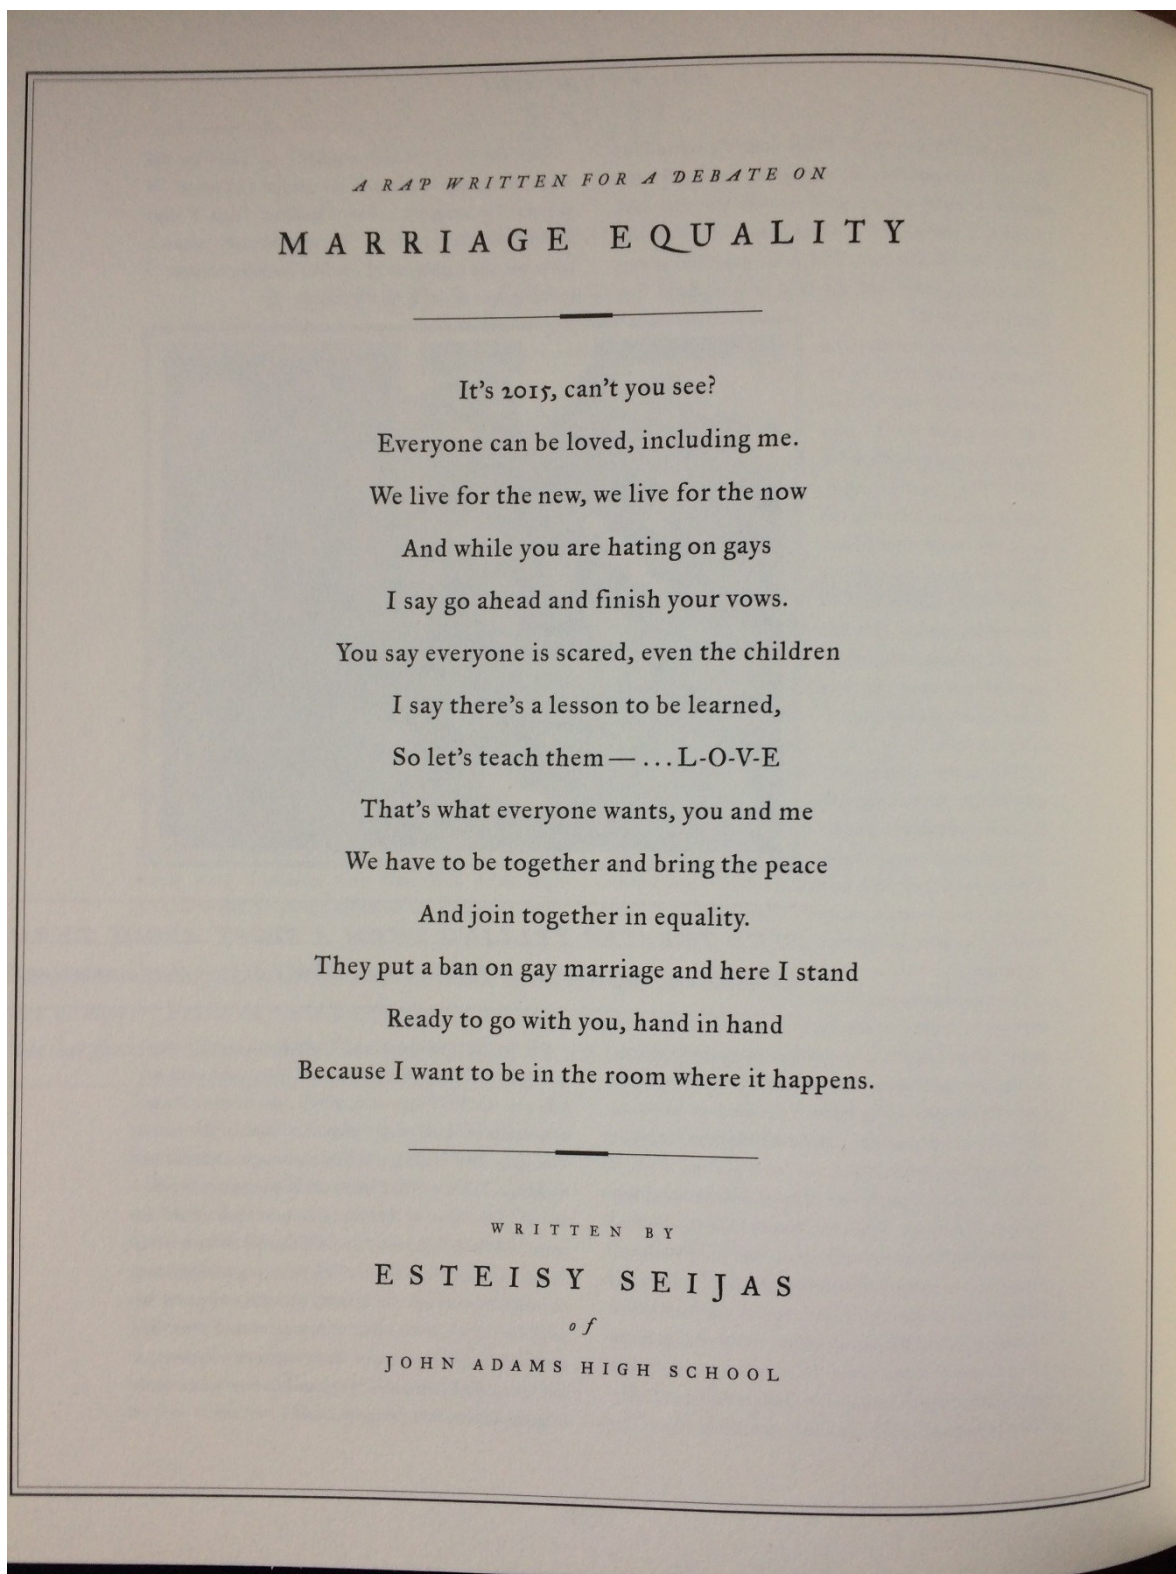 A RAP WRITTEN FOR A DEBATE ON
MARRIAGE EQUALITY
It's 2015, can't you see?
Everyone can be loved, including me.
We live for the new, we live for the now
And while you are hating on gays
I say go ahead and finish your vows.
You say everyone is scared, even the children
I say there's a lesson to be learned,
So let's teach them — ... L-O-V-E
That's what everyone wants, you and me
We have to be together and bring the peace
And join together in equality.
They put a ban on gay marriage and here I stand
Ready to go with you, hand in hand
Because I want to be in the room where it happens.
WRITTEN BY
ESTEISY SEIJAS
of
JOHN ADAMS HIGH SCHOOL